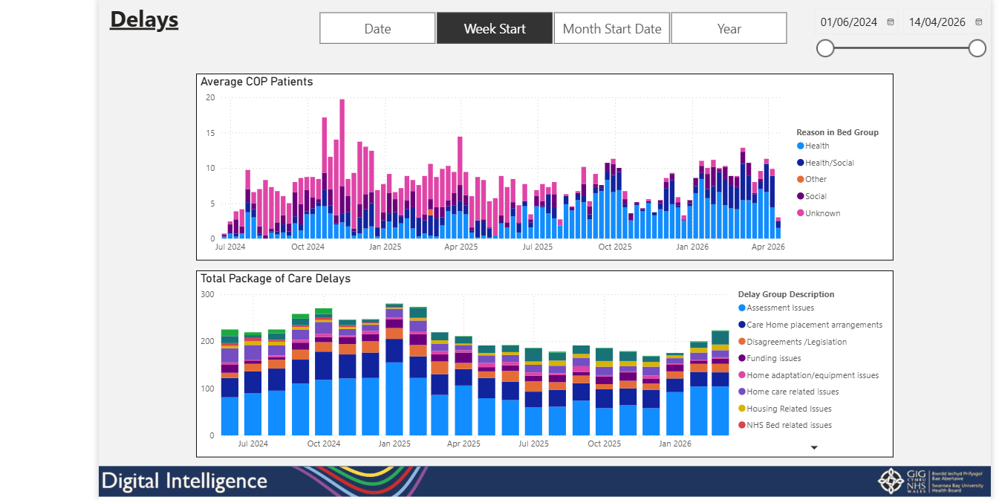 Delays
Date
Week Start
Month Start Date
Year
01/06/2024
14/04/2026
Average COP Patients
20
15
10
5
0
Jul 2024
Oct 2024
Jan 2025
Apr 2025
Jul 2025
Oct 2025
Jan 2026
Apr 2026
Reason in Bed Group
Health
Health/Social
Other
Social
Unknown
Total Package of Care Delays
300
200
100
0
Jul 2024
Oct 2024
Jan 2025
Apr 2025
Jul 2025
Oct 2025
Jan 2026
Delay Group Description
Assessment Issues
Care Home placement arrangements
Disagreements /Legislation
Funding issues
Home adaptation/equipment issues
Home care related issues
Housing Related Issues
NHS Bed related issues
Digital Intelligence
GIG
CYMRU
NHS
WALES
Bwrdd Iechyd Prifysgol
Bae Abertawe
Swansea Bay University
Health Board